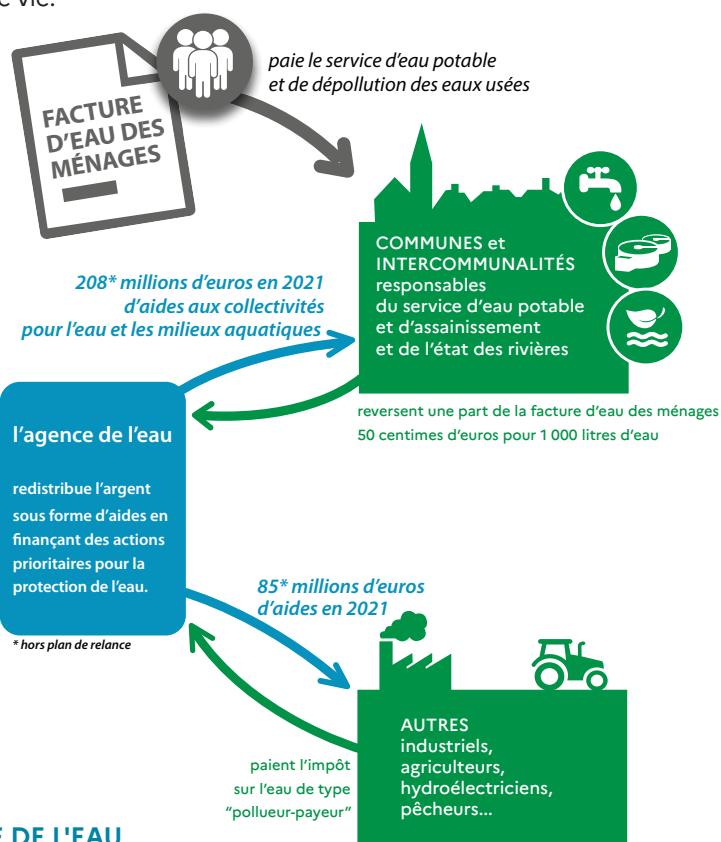 e vie.
paie le service d'eau potable
et de dépollution des eaux usées
FACTURE
D'EAU DES
MÉNAGES
COMMUNES et
INTERCOMMUNALITÉS
responsables
du service d'eau potable
et d'assainissement
et de l'état des rivières
208* millions d'euros en 2021
d'aides aux collectivités
pour l'eau et les milieux aquatiques
reversent une part de la facture d'eau des ménages
50 centimes d'euros pour 1 000 litres d'eau
l'agence de l'eau
redistribue l'argent
sous forme d'aides en
finançant des actions
prioritaires pour la
protection de l'eau.
* hors plan de relance
85* millions d'euros
d'aides en 2021
AUTRES
industriels,
agriculteurs,
hydroélectriciens,
pêcheurs...
paient l'impôt
sur l'eau de type
“pollueur-payeur”
E DE L'EAU